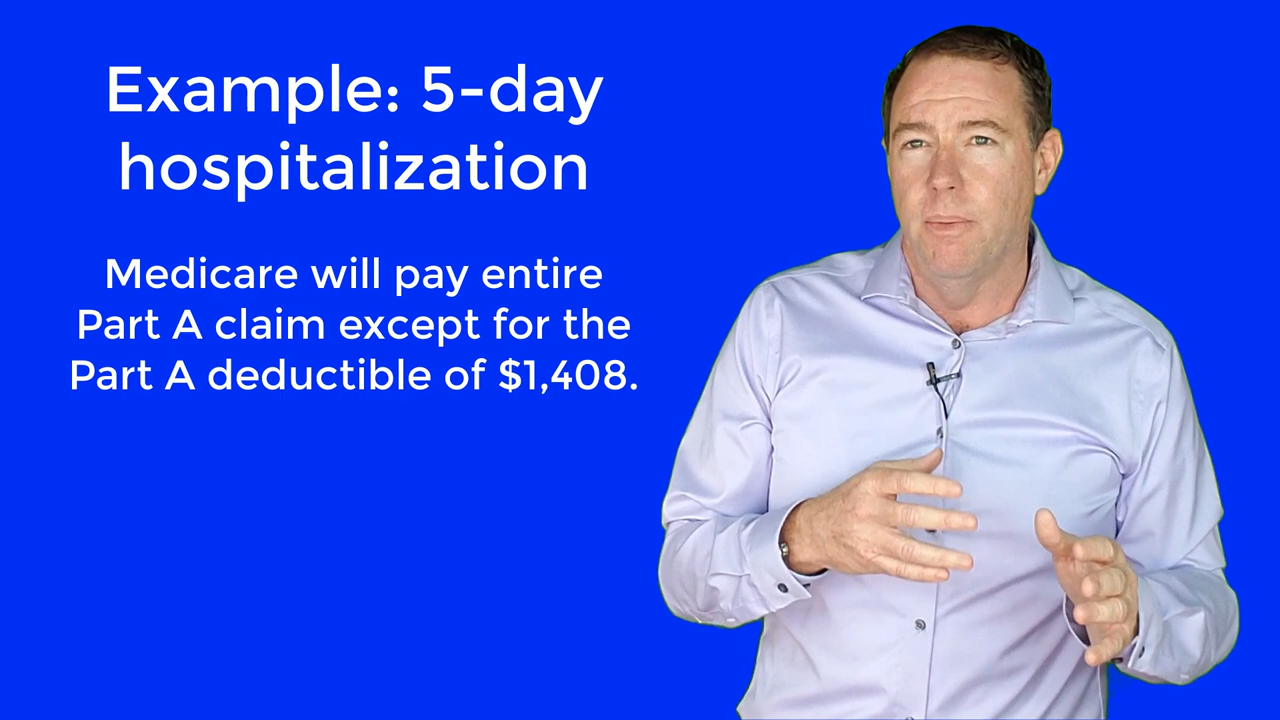 Example: 5-day
hospitalization
Medicare will pay entire
Part A claim except for the
Part A deductible of $1,408.